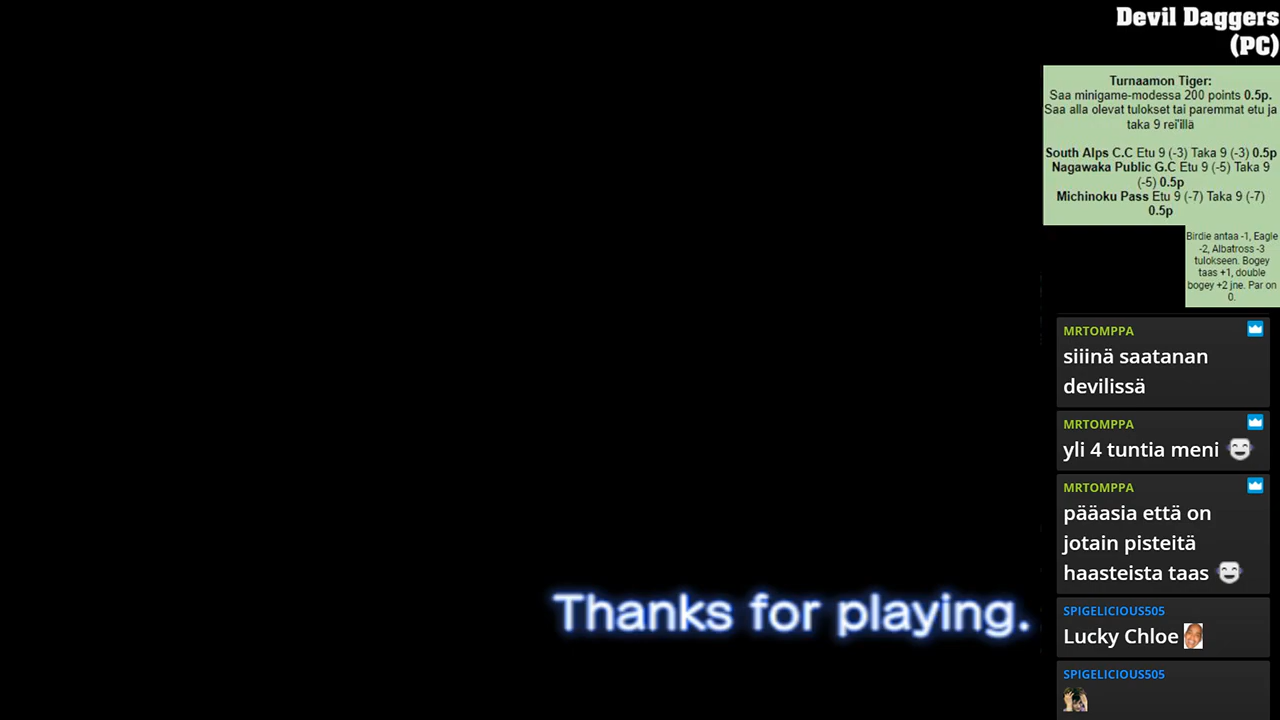 Devil Daggers
(PC)
Turnaamon Tiger:
Saa minigame-modessa 200 points 0.5p.
Saa alla olevat tulokset tai paremmat etu ja
taka 9 rei'illä
South Alps C.C Etu 9 (-3) Taka 9 (-3) 0.5p
Nagawaka Public G.C Etu 9 (-5) Taka 9
(-5) 0.5p
Michinoku Pass Etu 9 (-7) Taka 9 (-7)
0.5p
Birdie antaa -1, Eagle
-2, Albatross -3
tulokseen. Bogey
taas +1, double
bogey +2 jne. Par on
0.
MRTOMPPA
siiinä saatanan
devilissä
MRTOMPPA
yli 4 tuntia meni
MRTOMPPA
pääasia että on
jotain pisteitä
haasteista taas
SPIGELICIOUS505
Lucky Chloe
SPIGELICIOUS505
Thanks for playing.